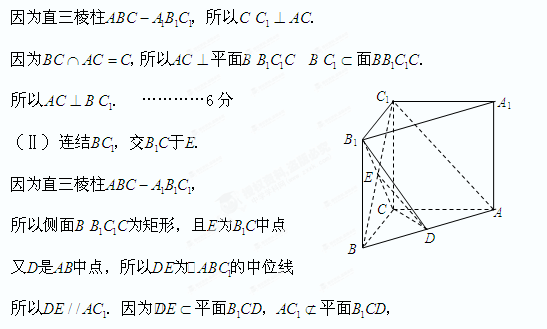 因为直三棱柱ABC－A₁B₁C₁，所以C C₁⊥AC.
因为BC∩AC＝C，所以AC⊥平面B B₁C₁C   B C₁⊂面BB₁C₁C.
所以AC⊥B C₁.   …………6分
（Ⅱ）连结BC₁，交B₁C于E.
因为直三棱柱ABC－A₁B₁C₁，
所以侧面B B₁C₁C为矩形，且E为B₁C中点
又D是AB中点，所以DE为□ABC₁的中位线
所以DE//AC₁. 因为DE⊂平面B₁CD，AC₁⊄平面B₁CD，
C₁
A₁
B₁
E
C
A
D
B